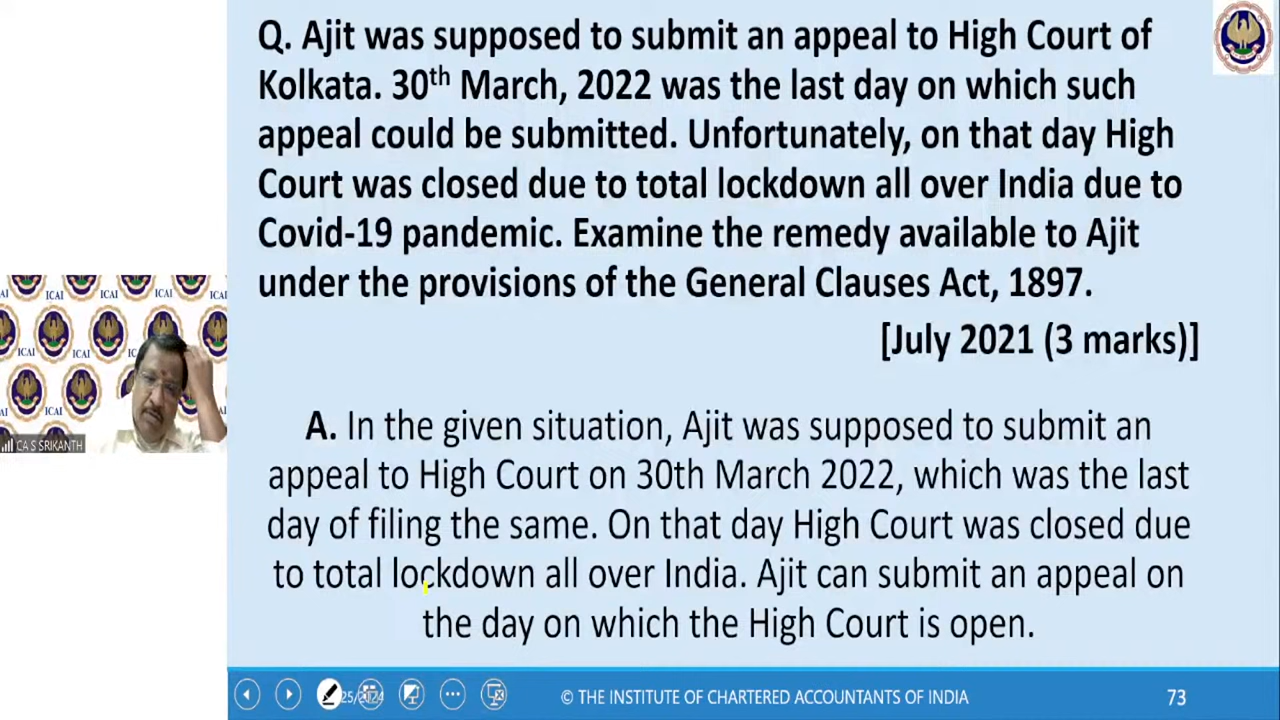 Q. Ajit was supposed to submit an appeal to High Court of
Kolkata. 30th March, 2022 was the last day on which such
appeal could be submitted. Unfortunately, on that day High
Court was closed due to total lockdown all over India due to
Covid-19 pandemic. Examine the remedy available to Ajit
under the provisions of the General Clauses Act, 1897.
[July 2021 (3 marks)]
A. In the given situation, Ajit was supposed to submit an
appeal to High Court on 30th March 2022, which was the last
day of filing the same. On that day High Court was closed due
to total lockdown all over India. Ajit can submit an appeal on
the day on which the High Court is open.
ICAI
ICAI
ICAI
ICAI
ICAI
CA S SRIKANTH
© THE INSTITUTE OF CHARTERED ACCOUNTANTS OF INDIA
73